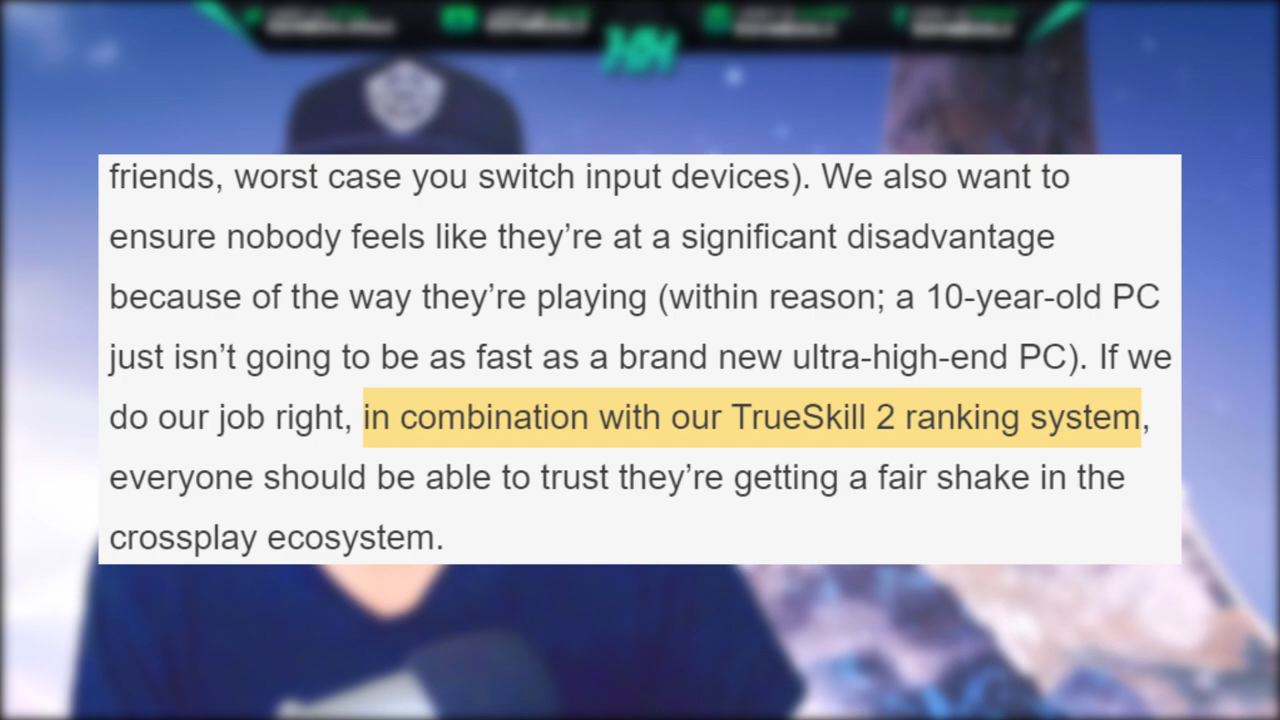 friends, worst case you switch input devices). We also want to
ensure nobody feels like they’re at a significant disadvantage
because of the way they’re playing (within reason; a 10-year-old PC
just isn’t going to be as fast as a brand new ultra-high-end PC). If we
do our job right, in combination with our TrueSkill 2 ranking system,
everyone should be able to trust they’re getting a fair shake in the
crossplay ecosystem.